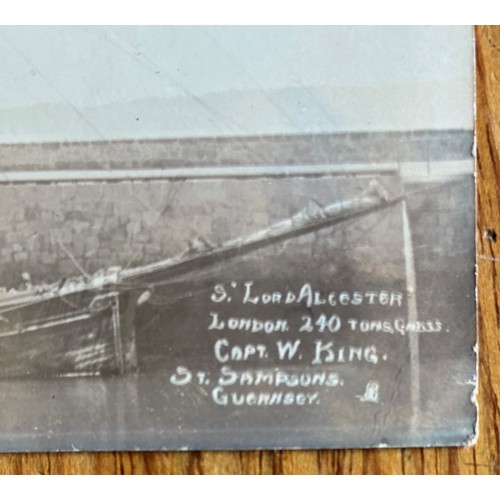 S' LORD ALCESTER
LONDON. 240 TONS, GROSS.
CAPT. W. KING.
ST. SAMPSONS.
GUERNSEY.